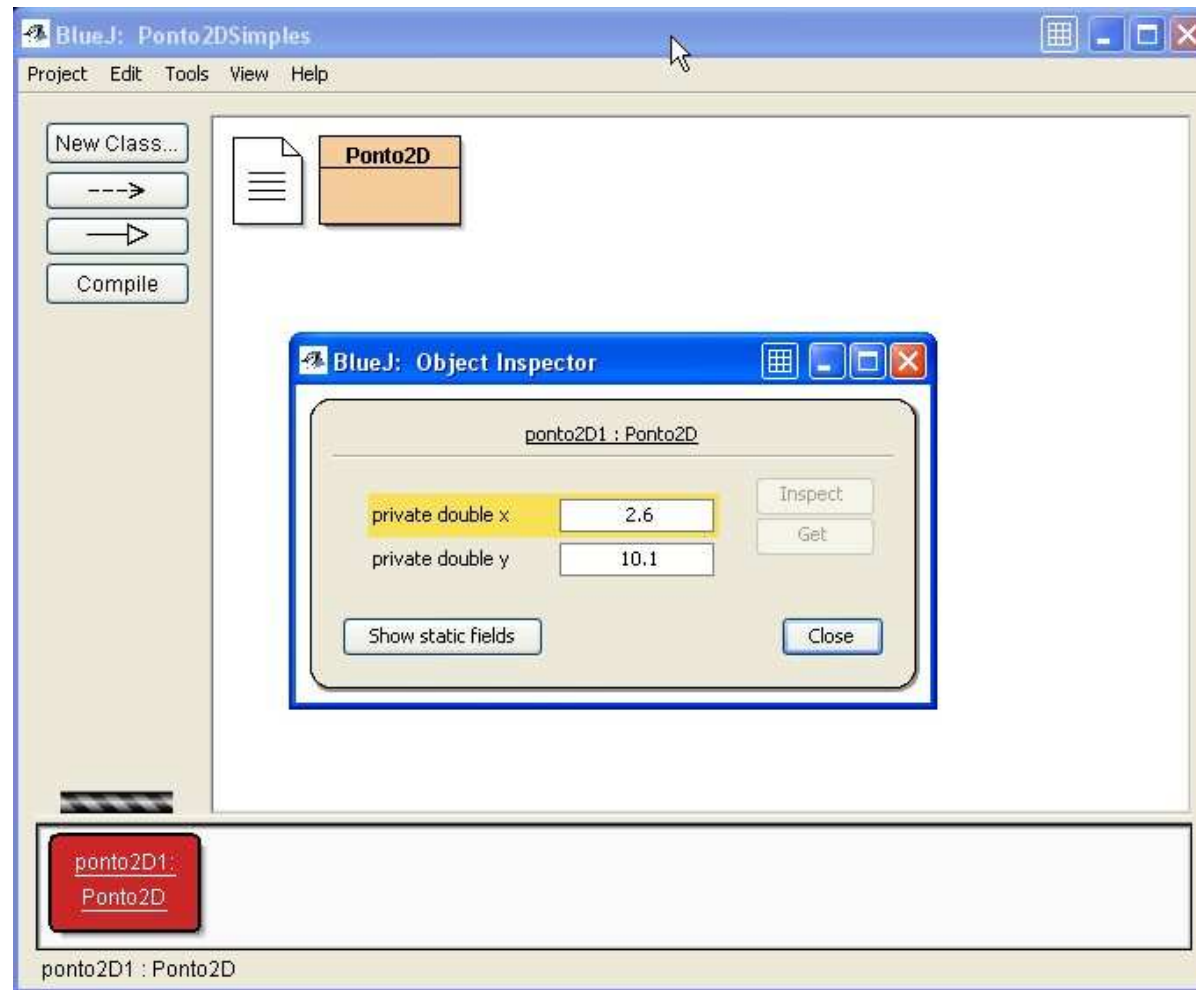 BlueJ: Ponto2DSimples
Project Edit Tools View Help
New Class...
Compile
Ponto2D
BlueJ: Object Inspector
ponto2D1 : Ponto2D
private double x 2.6
private double y 10.1
Inspect
Get
Show static fields
Close
ponto2D1:
Ponto2D
ponto2D1 : Ponto2D